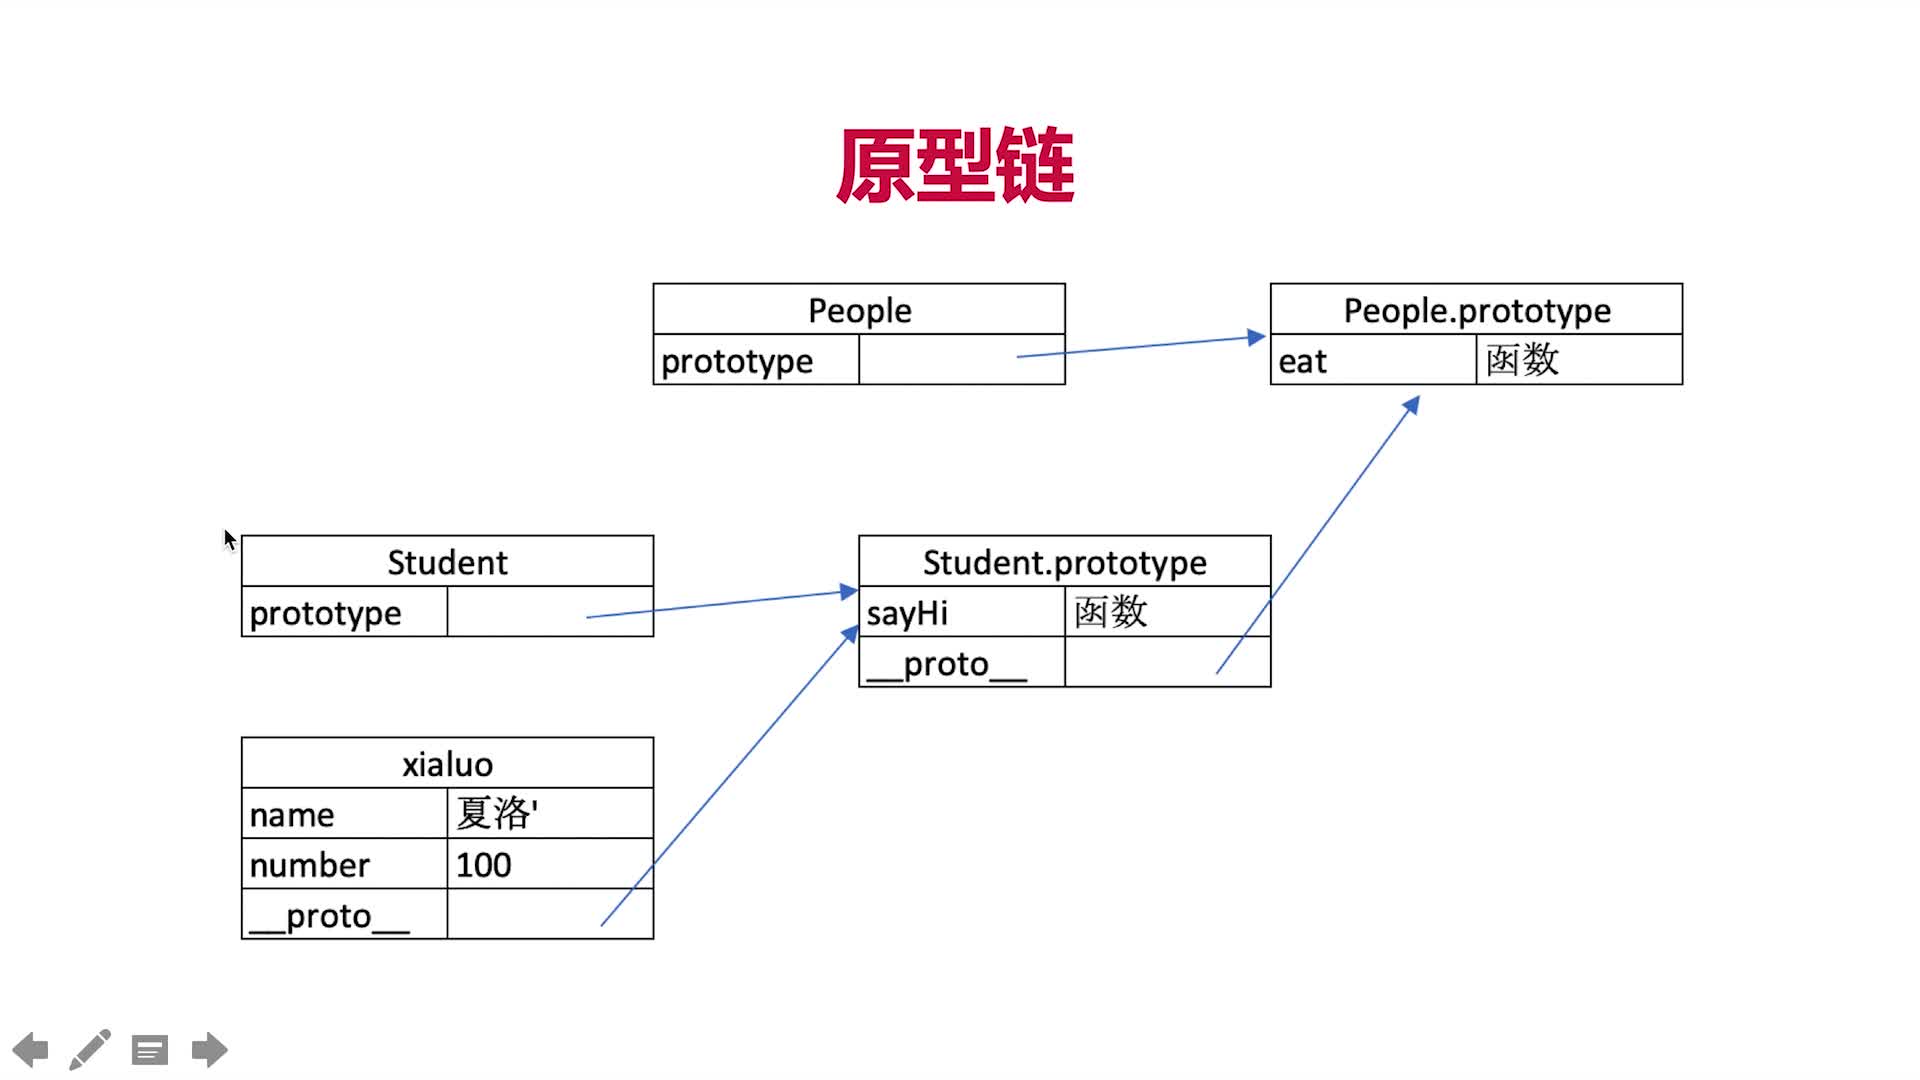 原型链
People
prototype
People.prototype
eat 函数
Student
prototype
Student.prototype
sayHi 函数
__proto__
xialuo
name 夏洛'
number 100
__proto__